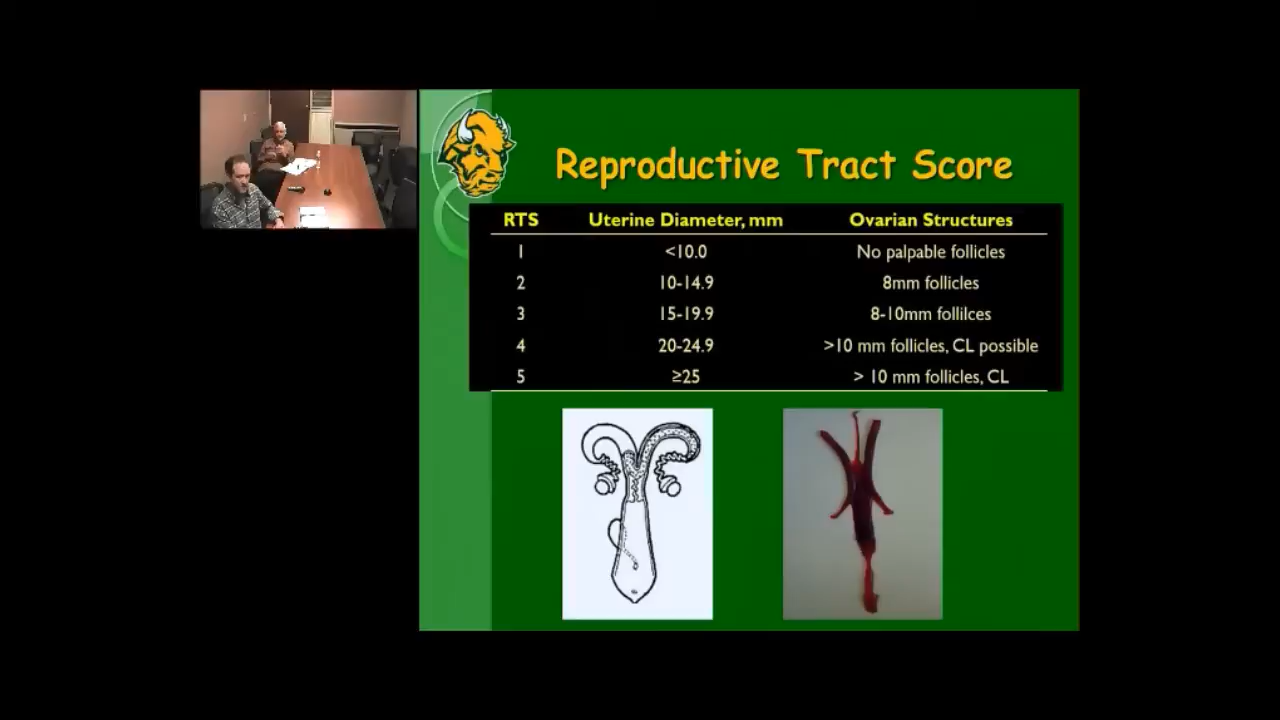 Reproductive Tract Score
RTS Uterine Diameter, mm Ovarian Structures
1 <10.0 No palpable follicles
2 10-14.9 8mm follicles
3 15-19.9 8-10mm follilces
4 20-24.9 >10 mm follicles, CL possible
5 ≥25 > 10 mm follicles, CL